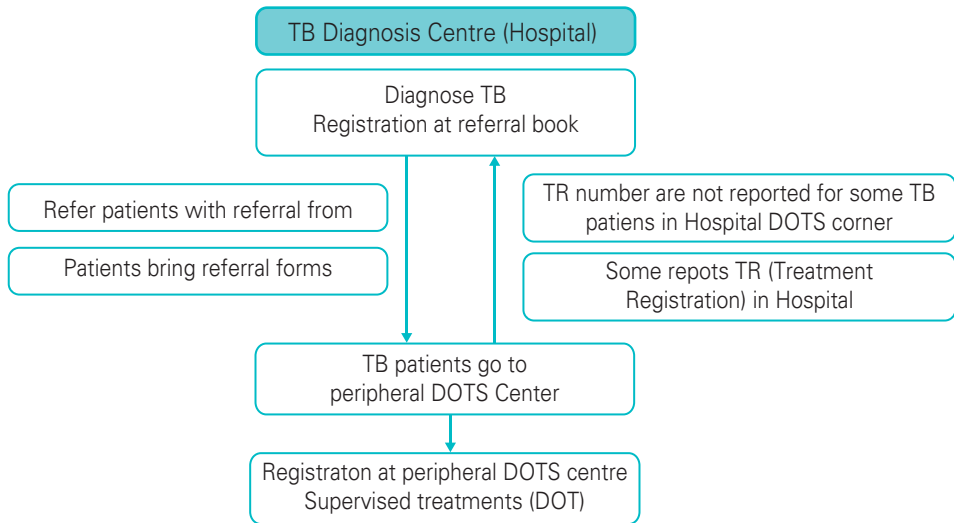 TB Diagnosis Centre (Hospital)
Diagnose TB
Registration at referral book
Refer patients with referral from
Patients bring referral forms
TR number are not reported for some TB
patiens in Hospital DOTS corner
Some repots TR (Treatment
Registration) in Hospital
TB patients go to
peripheral DOTS Center
Registraton at peripheral DOTS centre
Supervised treatments (DOT)